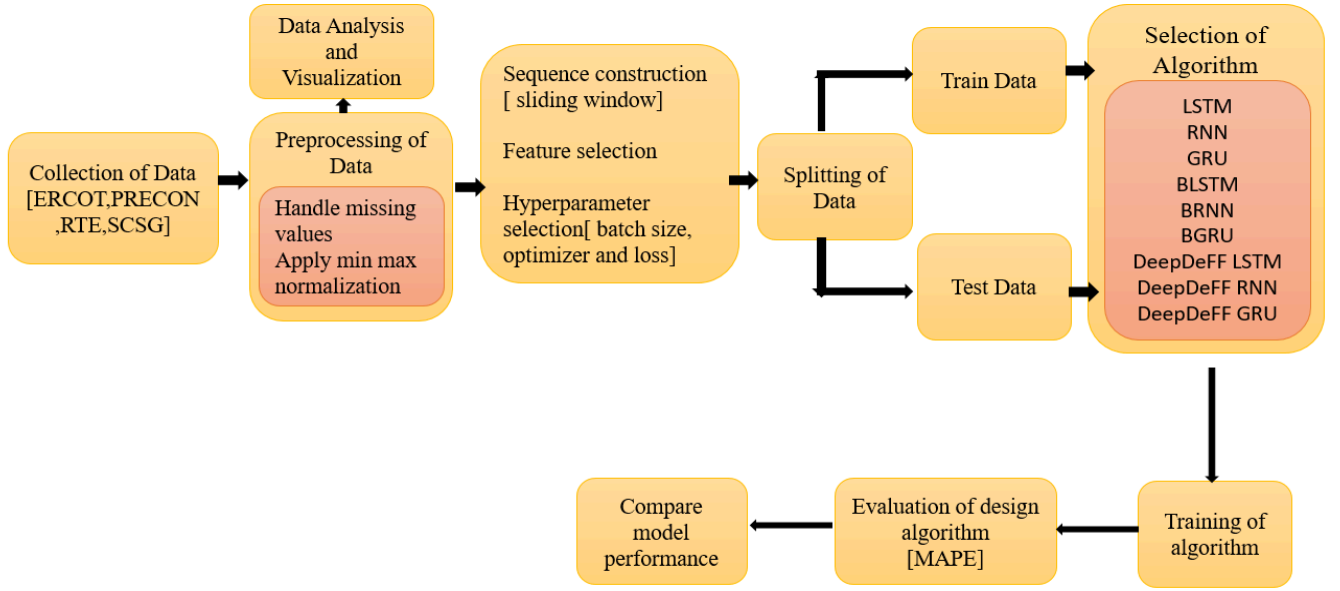 Collection of Data
[ERCOT,PRECON
,RTE,SCSG]
Data Analysis
and
Visualization
Preprocessing of
Data
Handle missing
values
Apply min max
normalization
Sequence construction
[ sliding window]
Feature selection
Hyperparameter
selection[ batch size,
optimizer and loss]
Splitting of
Data
Train Data
Test Data
Selection of
Algorithm
LSTM
RNN
GRU
BLSTM
BRNN
BGRU
DeepDeFF LSTM
DeepDeFF RNN
DeepDeFF GRU
Training of
algorithm
Evaluation of design
algorithm
[MAPE]
Compare
model
performance